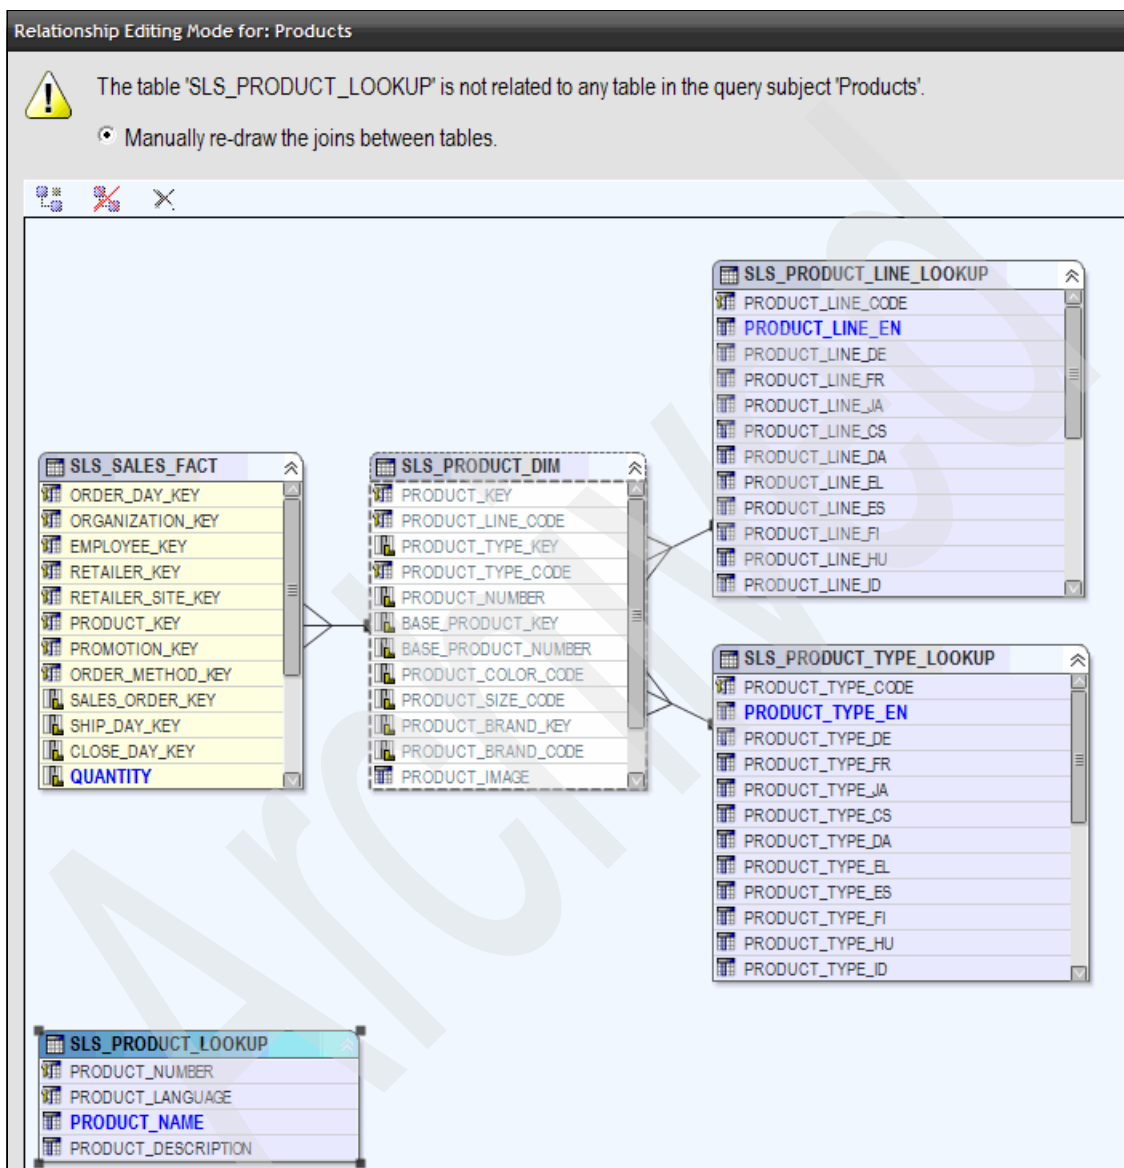 Relationship Editing Mode for: Products
The table 'SLS_PRODUCT_LOOKUP' is not related to any table in the query subject 'Products'.
Manually re-draw the joins between tables.
SLS_PRODUCT_LINE_LOOKUP
PRODUCT_LINE_CODE
PRODUCT_LINE_EN
PRODUCT_LINE_DE
PRODUCT_LINE_FR
PRODUCT_LINE_JA
PRODUCT_LINE_CS
PRODUCT_LINE_DA
PRODUCT_LINE_EL
PRODUCT_LINE_ES
PRODUCT_LINE_FI
PRODUCT_LINE_HU
PRODUCT_LINE_ID
SLS_SALES_FACT
ORDER_DAY_KEY
ORGANIZATION_KEY
EMPLOYEE_KEY
RETAILER_KEY
RETAILER_SITE_KEY
PRODUCT_KEY
PROMOTION_KEY
ORDER_METHOD_KEY
SALES_ORDER_KEY
SHIP_DAY_KEY
CLOSE_DAY_KEY
QUANTITY
SLS_PRODUCT_DIM
PRODUCT_KEY
PRODUCT_LINE_CODE
PRODUCT_TYPE_KEY
PRODUCT_TYPE_CODE
PRODUCT_NUMBER
BASE_PRODUCT_KEY
BASE_PRODUCT_NUMBER
PRODUCT_COLOR_CODE
PRODUCT_SIZE_CODE
PRODUCT_BRAND_KEY
PRODUCT_BRAND_CODE
PRODUCT_IMAGE
SLS_PRODUCT_TYPE_LOOKUP
PRODUCT_TYPE_CODE
PRODUCT_TYPE_EN
PRODUCT_TYPE_DE
PRODUCT_TYPE_FR
PRODUCT_TYPE_JA
PRODUCT_TYPE_CS
PRODUCT_TYPE_DA
PRODUCT_TYPE_EL
PRODUCT_TYPE_ES
PRODUCT_TYPE_FI
PRODUCT_TYPE_HU
PRODUCT_TYPE_ID
SLS_PRODUCT_LOOKUP
PRODUCT_NUMBER
PRODUCT_LANGUAGE
PRODUCT_NAME
PRODUCT_DESCRIPTION
Archived